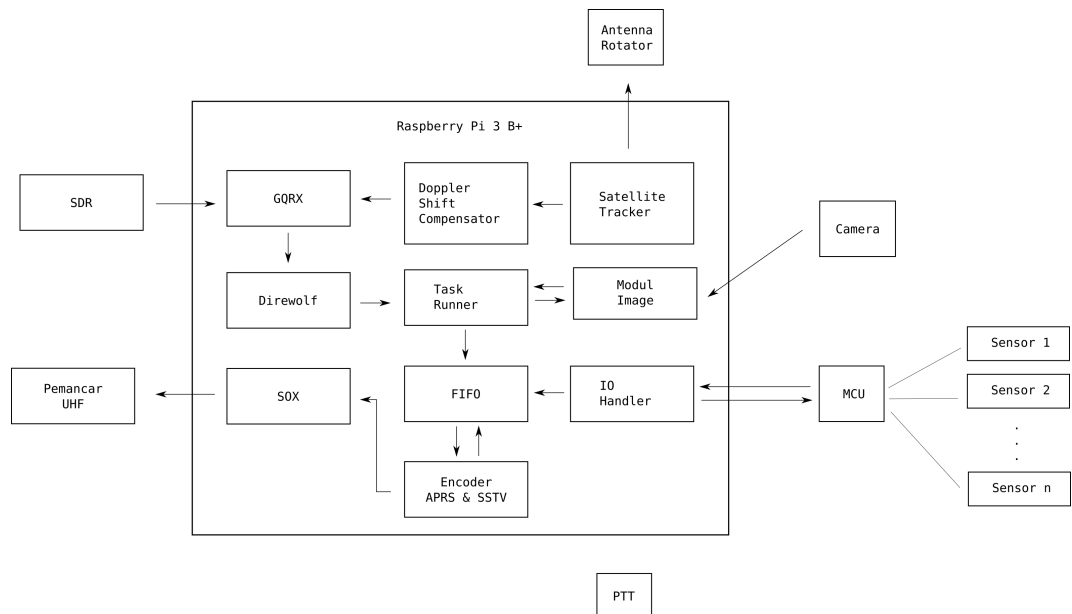 Antenna
Rotator
Raspberry Pi 3 B+
SDR
GQRX
Doppler
Shift
Compensator
Satellite
Tracker
Camera
Direwolf
Task
Runner
Modul
Image
Sensor 1
Pemancar
UHF
SOX
FIFO
IO
Handler
MCU
Sensor 2
.
.
.
Encoder
APRS & SSTV
Sensor n
PTT